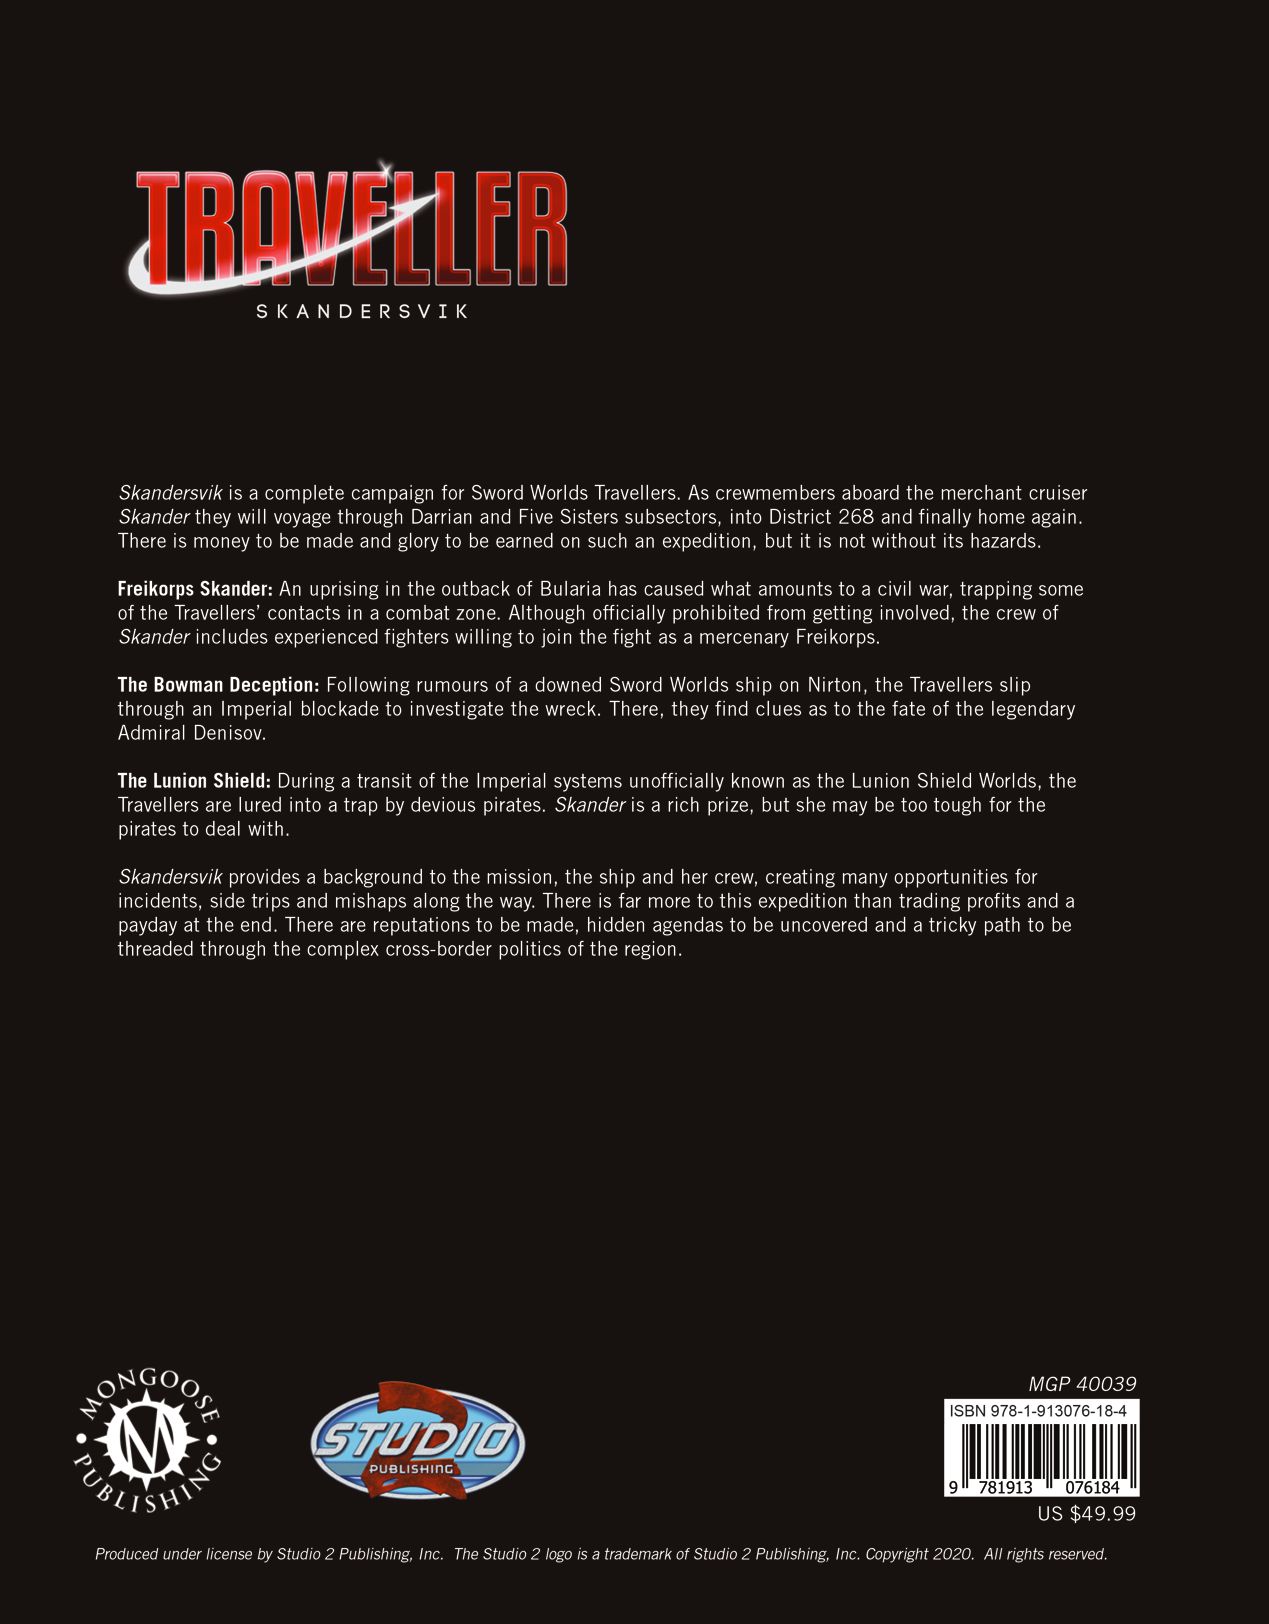 TRAVELLER
SKANDERSVIK
Skandersvik is a complete campaign for Sword Worlds Travellers. As crewmembers aboard the merchant cruiser
Skander they will voyage through Darrian and Five Sisters subsectors, into District 268 and finally home again.
There is money to be made and glory to be earned on such an expedition, but it is not without its hazards.
Freikorps Skander: An uprising in the outback of Bularia has caused what amounts to a civil war, trapping some
of the Travellers’ contacts in a combat zone. Although officially prohibited from getting involved, the crew of
Skander includes experienced fighters willing to join the fight as a mercenary Freikorps.
The Bowman Deception: Following rumours of a downed Sword Worlds ship on Nirton, the Travellers slip
through an Imperial blockade to investigate the wreck. There, they find clues as to the fate of the legendary
Admiral Denisov.
The Lunion Shield: During a transit of the Imperial systems unofficially known as the Lunion Shield Worlds, the
Travellers are lured into a trap by devious pirates. Skander is a rich prize, but she may be too tough for the
pirates to deal with.
Skandersvik provides a background to the mission, the ship and her crew, creating many opportunities for
incidents, side trips and mishaps along the way. There is far more to this expedition than trading profits and a
payday at the end. There are reputations to be made, hidden agendas to be uncovered and a tricky path to be
threaded through the complex cross-border politics of the region.
MONGOOSE
M
PUBLISHING
2
STUDIO
PUBLISHING
MGP 40039
ISBN 978-1-913076-18-4
9 781913 076184
US $49.99
Produced under license by Studio 2 Publishing, Inc. The Studio 2 logo is a trademark of Studio 2 Publishing, Inc. Copyright 2020. All rights reserved.